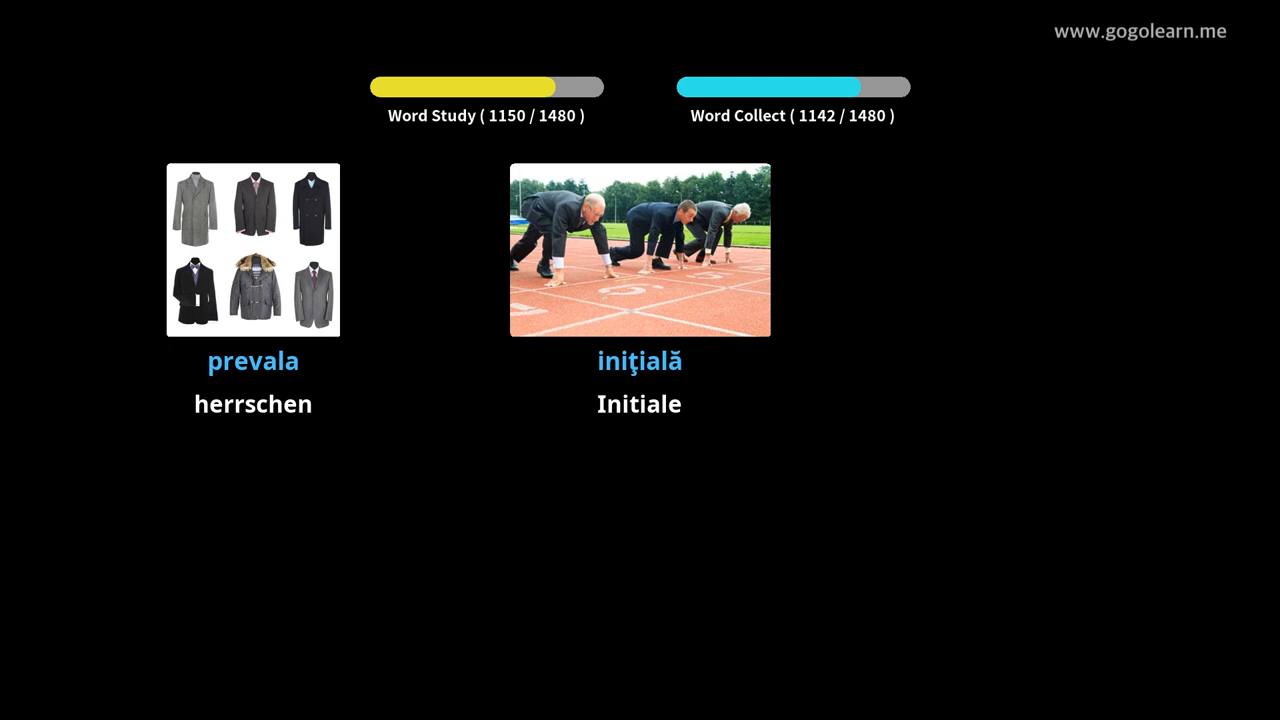 www.gogolearn.me
Word Study ( 1150 / 1480 )
Word Collect ( 1142 / 1480 )
prevala
iniţială
herrschen
Initiale